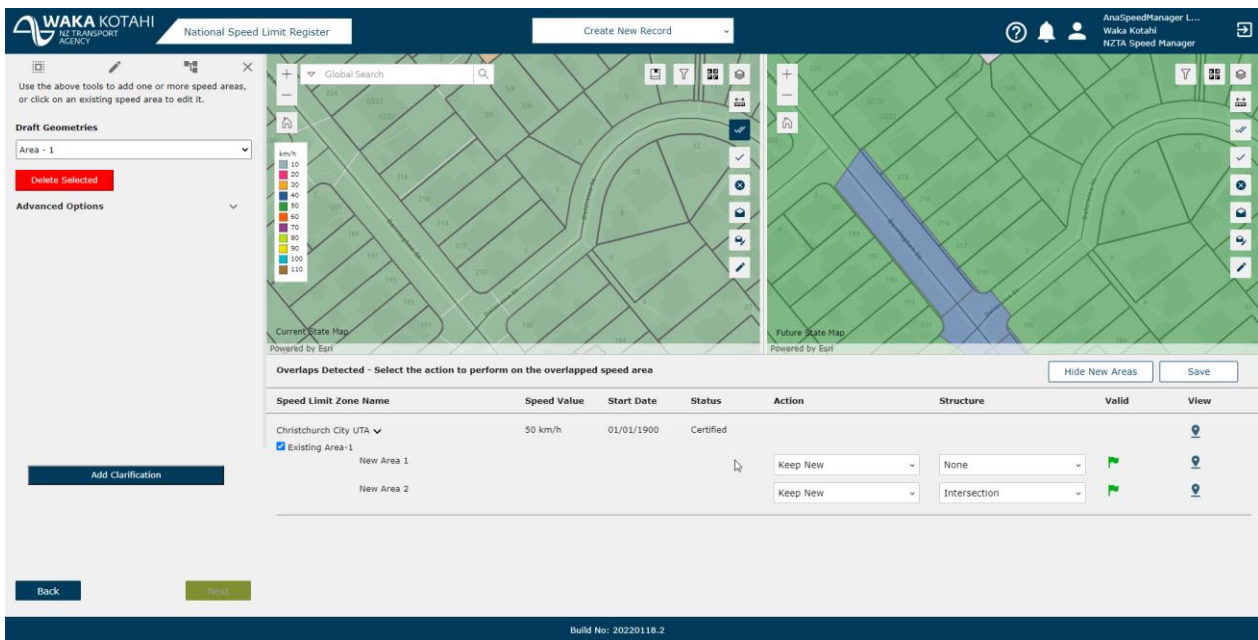 WAKA KOTAHI
NZ TRANSPORT
AGENCY
National Speed Limit Register
Create New Record
AnaSpeedManager L...
Waka Kotahi
NZTA Speed Manager
Use the above tools to add one or more speed areas,
or click on an existing speed area to edit it.
Draft Geometries
Area - 1
Delete Selected
Advanced Options
Add Clarification
Back
Next
Global Search
km/h
10
20
30
40
50
60
70
80
90
100
110
Current State Map
Powered by Esri
Barrington St
Future State Map
Powered by Esri
Barrington St
Overlaps Detected - Select the action to perform on the overlapped speed area
Hide New Areas
Save
Speed Limit Zone Name Speed Value Start Date Status Action Structure Valid View
Christchurch City UTA 50 km/h 01/01/1900 Certified
Existing Area-1
New Area 1 Keep New None
New Area 2 Keep New Intersection
Build No: 20220118.2